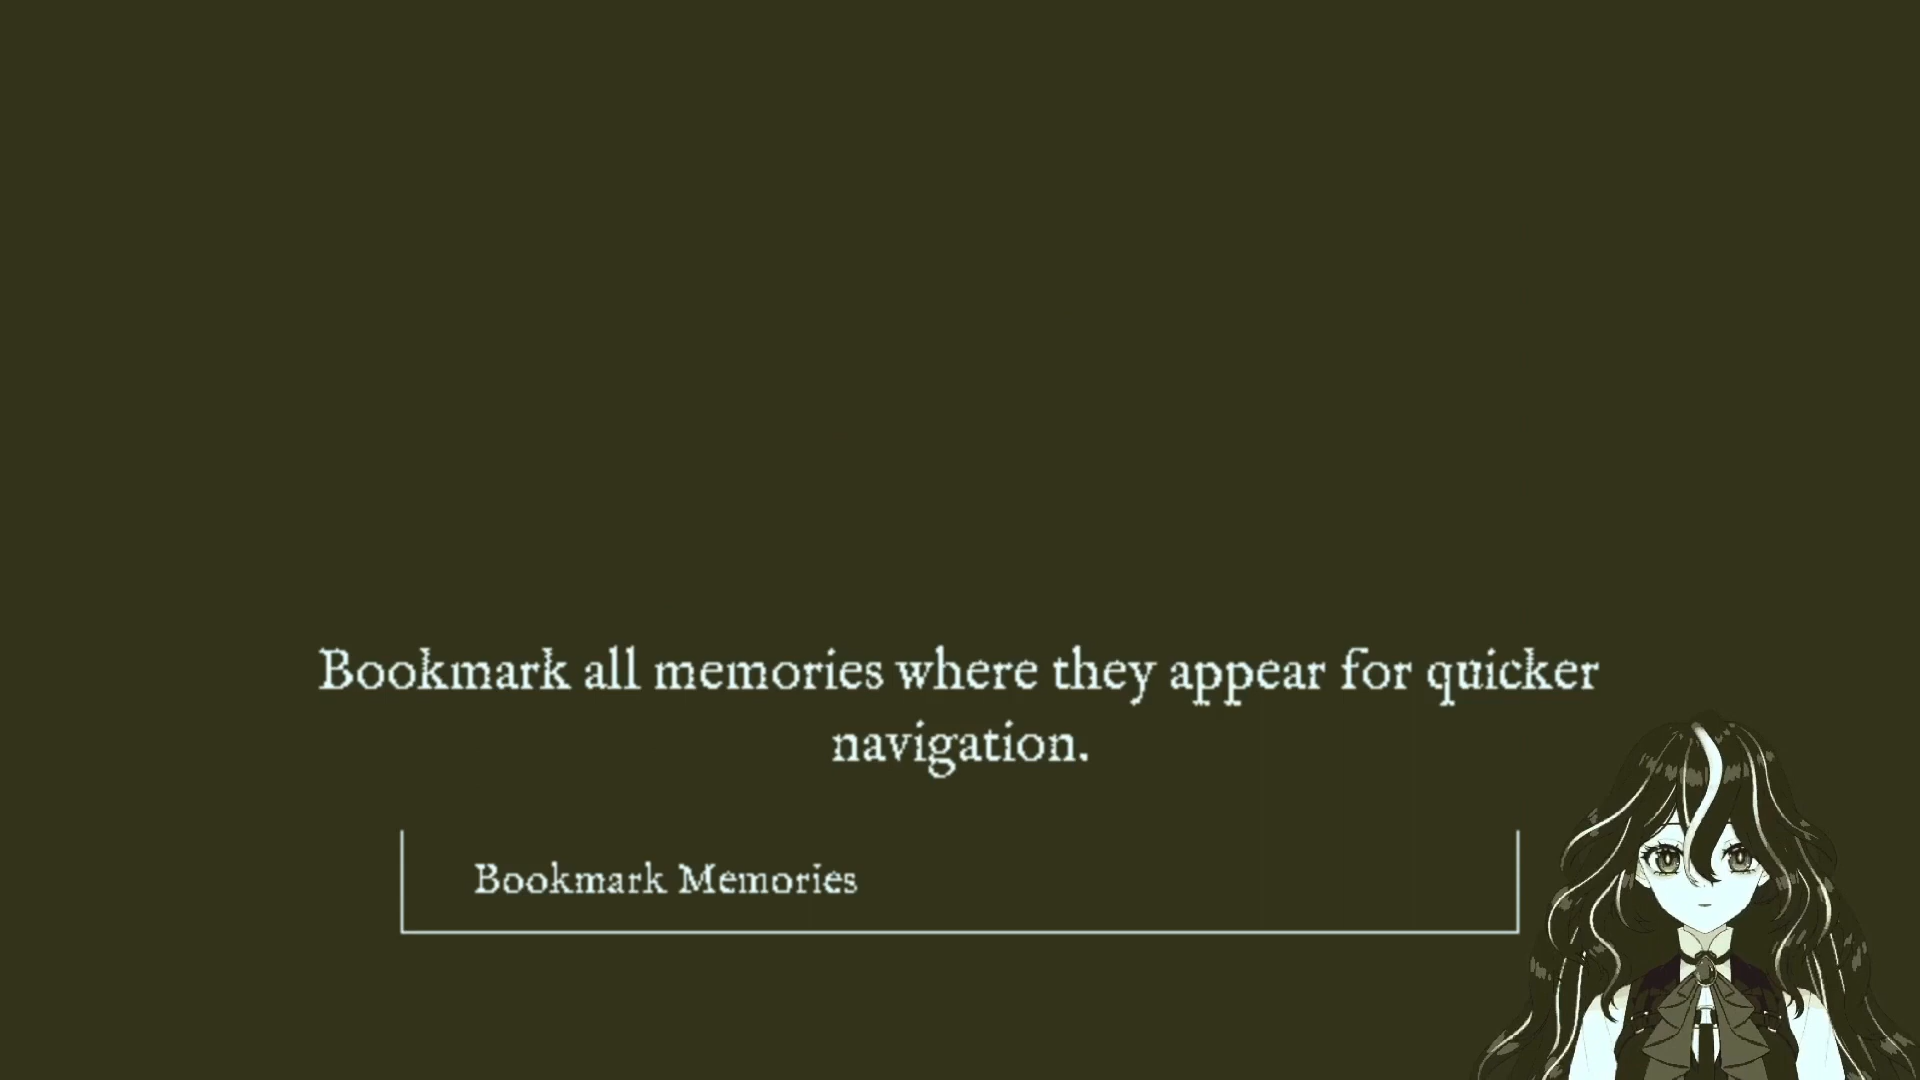 Bookmark all memories where they appear for quicker
navigation.
Bookmark Memories